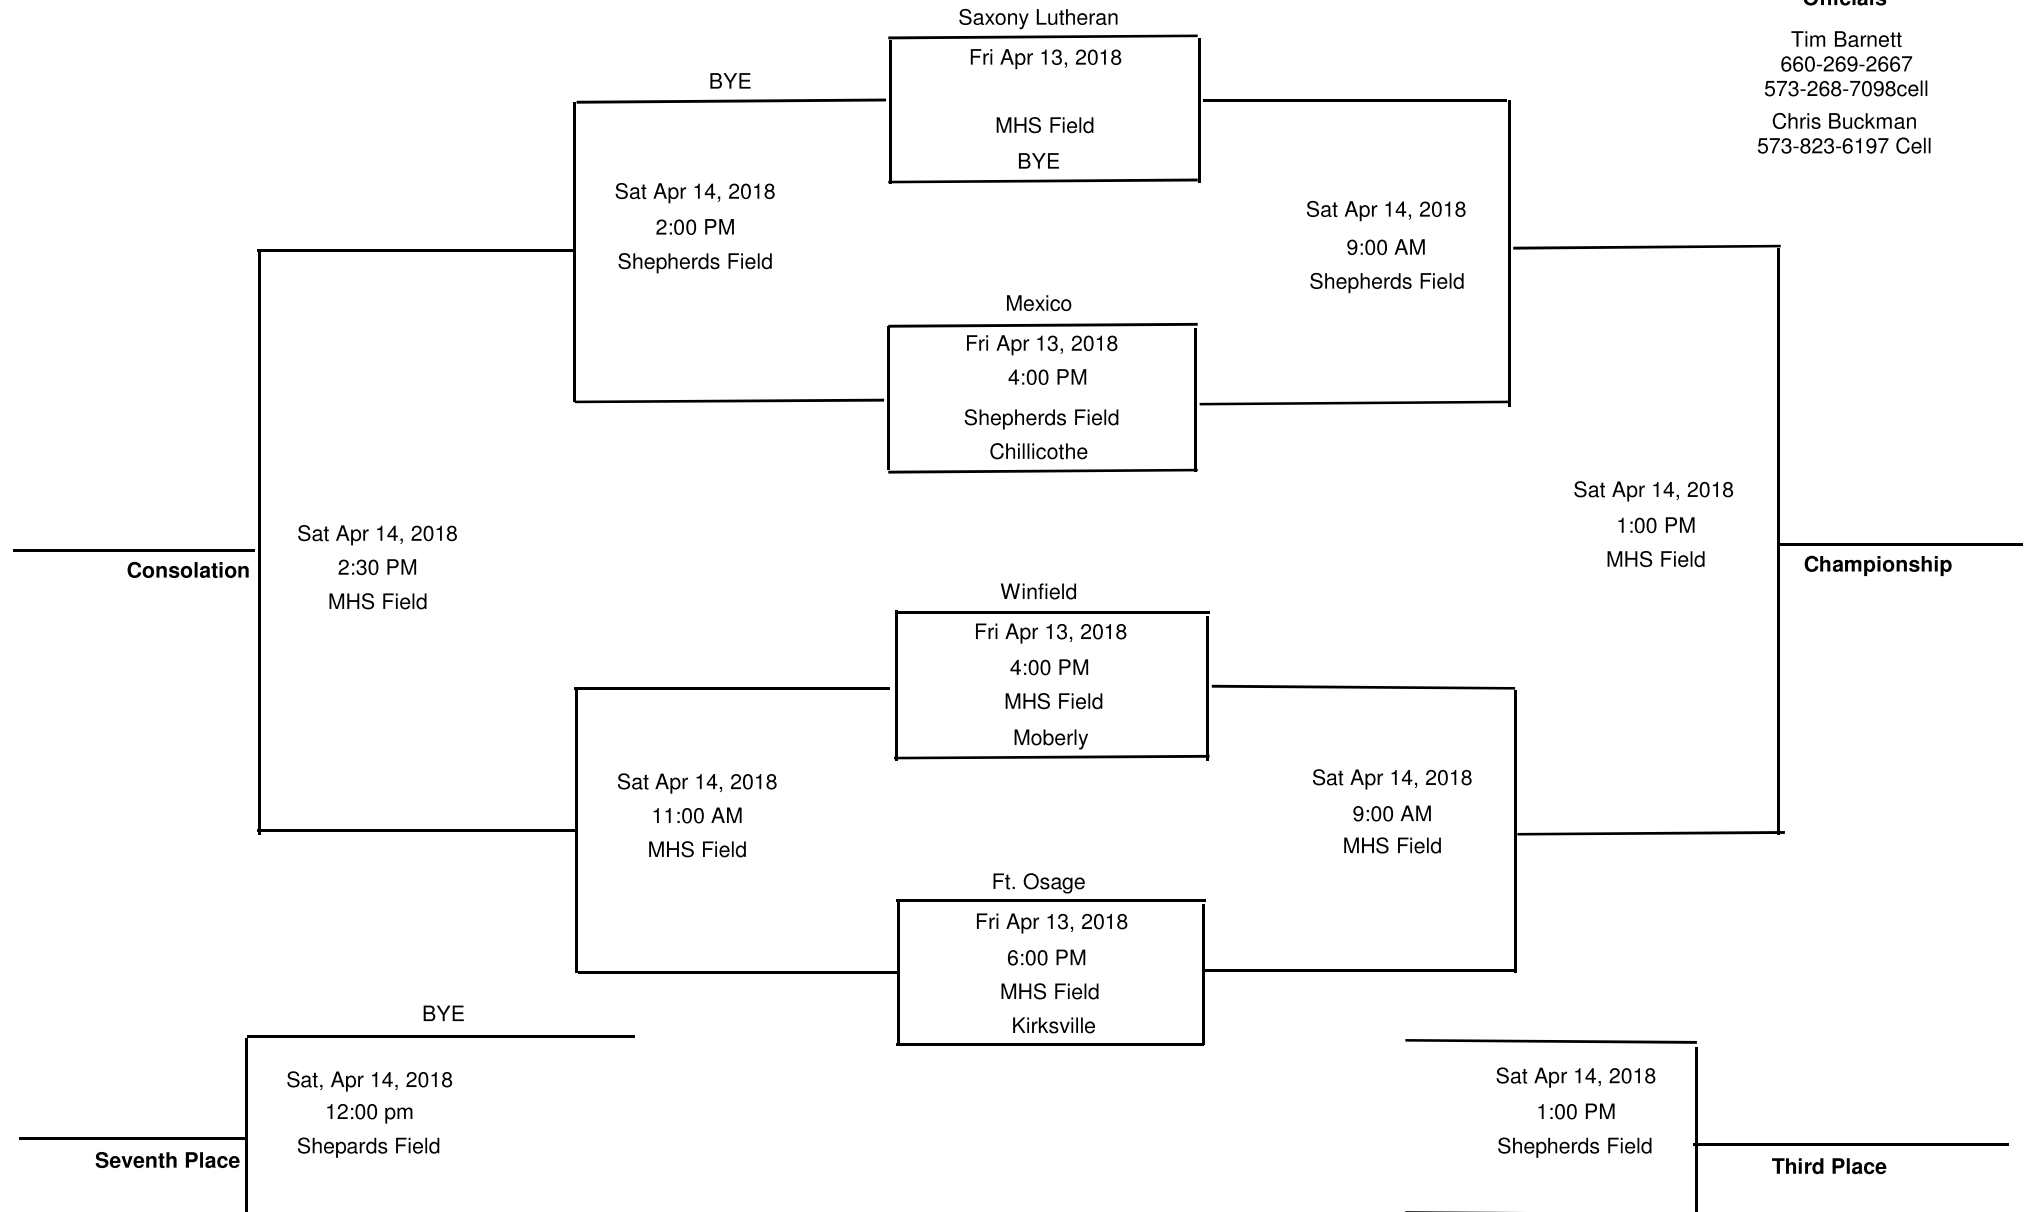 Officials
Tim Barnett
660-269-2667
573-268-7098cell
Chris Buckman
573-823-6197 Cell
Saxony Lutheran
Fri Apr 13, 2018
MHS Field
BYE
BYE
Sat Apr 14, 2018
2:00 PM
Shepherds Field
Sat Apr 14, 2018
9:00 AM
Shepherds Field
Mexico
Fri Apr 13, 2018
4:00 PM
Shepherds Field
Chillicothe
Sat Apr 14, 2018
2:30 PM
MHS Field
Consolation
Sat Apr 14, 2018
1:00 PM
MHS Field
Championship
Winfield
Fri Apr 13, 2018
4:00 PM
MHS Field
Moberly
Sat Apr 14, 2018
11:00 AM
MHS Field
Sat Apr 14, 2018
9:00 AM
MHS Field
Ft. Osage
Fri Apr 13, 2018
6:00 PM
MHS Field
Kirksville
BYE
Sat, Apr 14, 2018
12:00 pm
Shepards Field
Seventh Place
Sat Apr 14, 2018
1:00 PM
Shepherds Field
Third Place